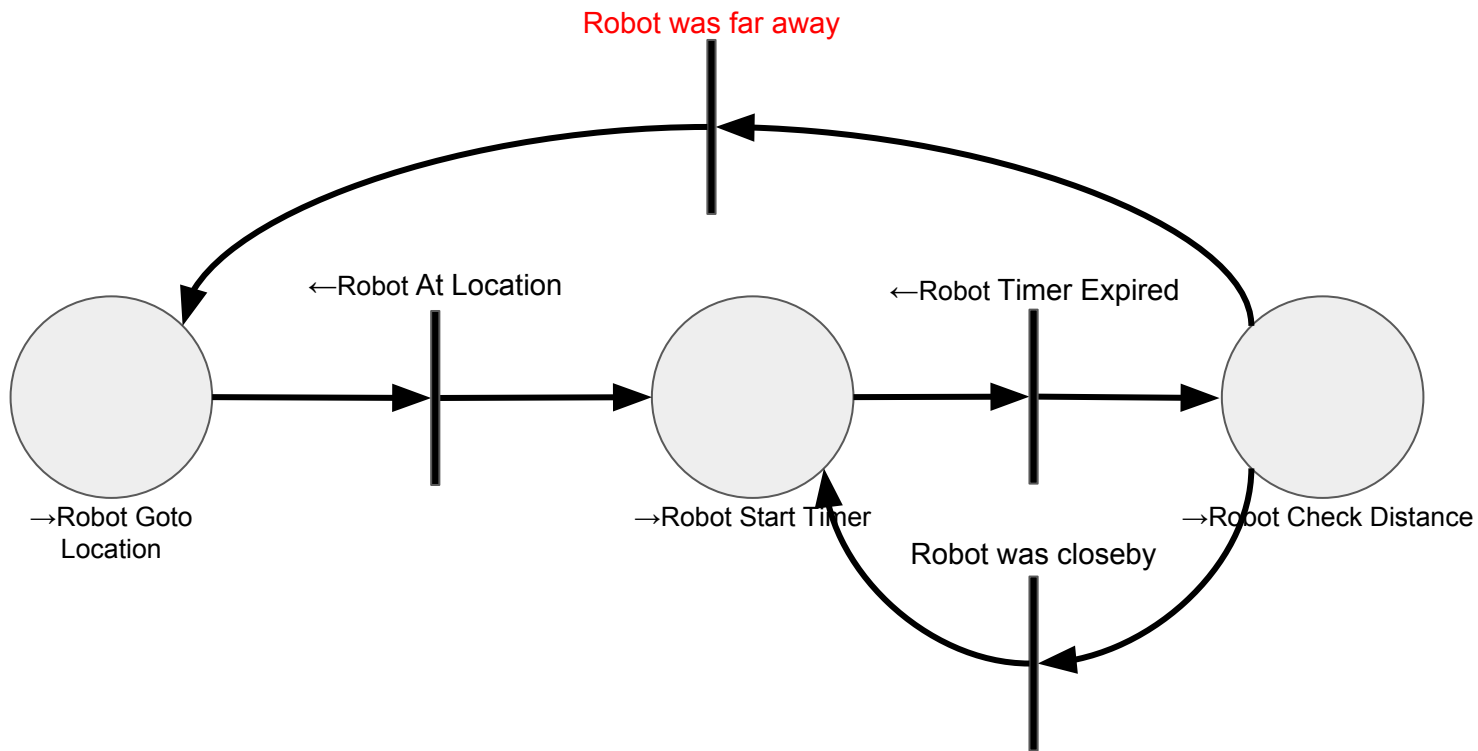 Robot was far away
←Robot At Location
←Robot Timer Expired
→Robot Goto
Location
→Robot Start Timer
→Robot Check Distance
Robot was closeby